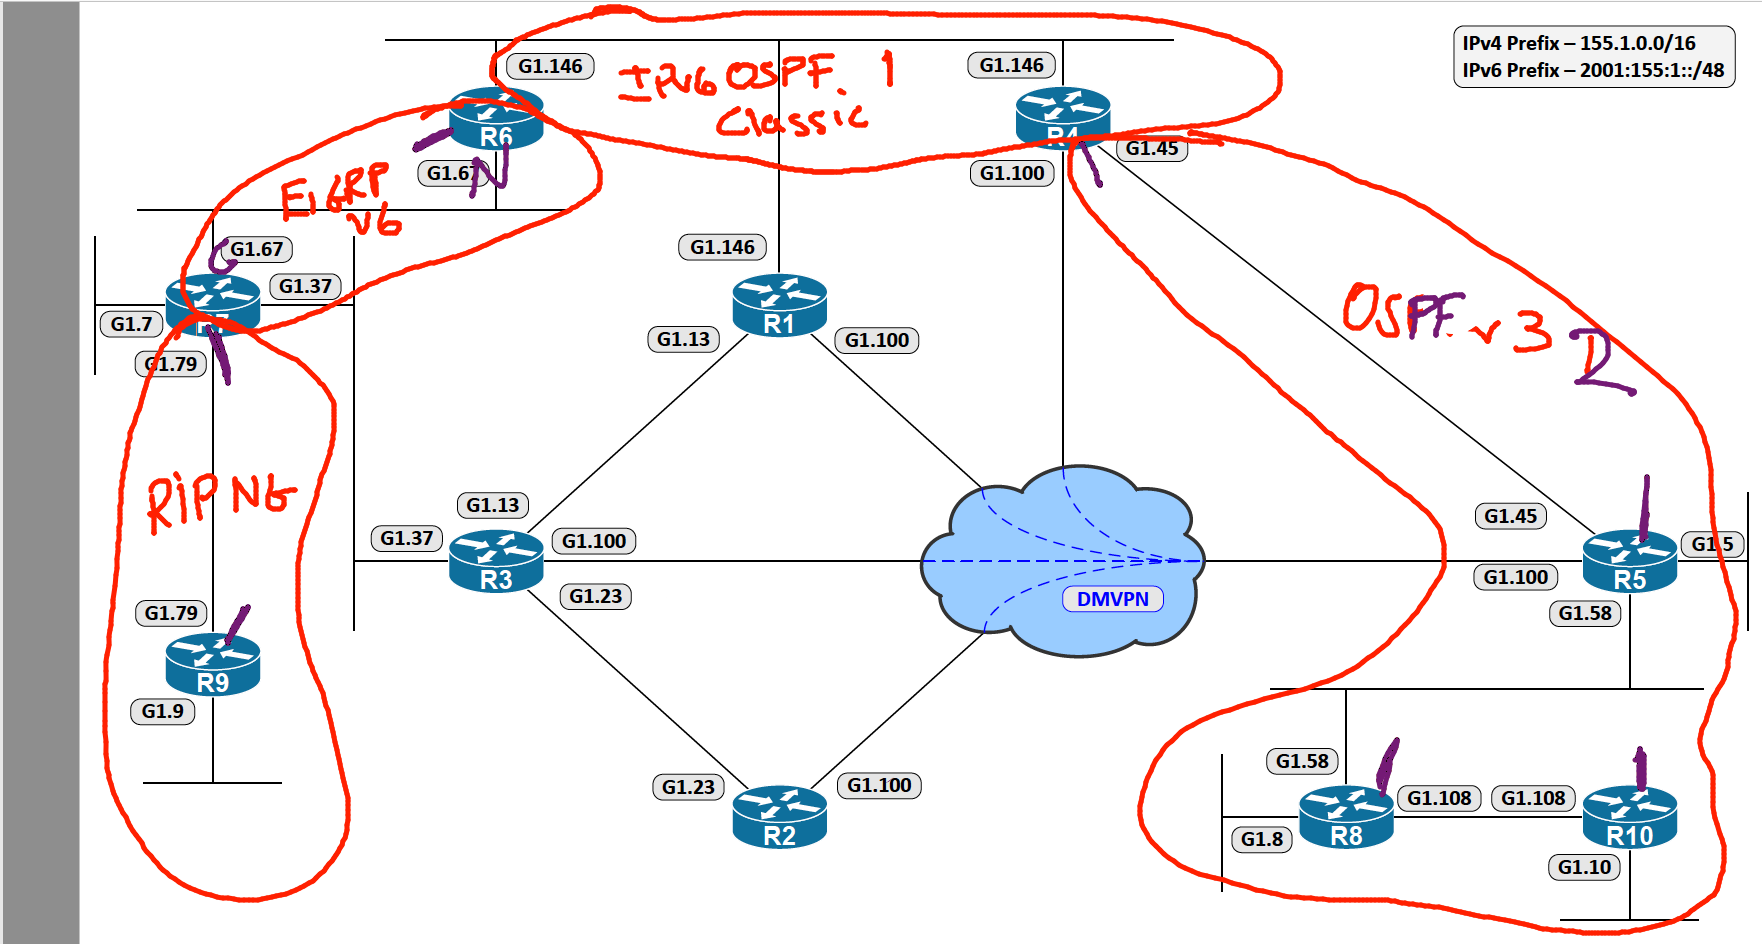 IPv4 Prefix – 155.1.0.0/16
IPv6 Prefix – 2001:155:1::/48
G1.146
IPv6 OSPF. 1
Classic
G1.146
R6
R4
G1.45
G1.67
G1.100
EIGRP
v6
G1.67
G1.146
G1.37
R7
R1
G1.7
G1.79
G1.13
G1.100
OSPF. v3 2
RIPNG
G1.13
G1.37
G1.100
R3
G1.23
DMVPN
G1.45
G1.5
R5
G1.100
G1.58
G1.79
R9
G1.9
G1.23
G1.100
R2
G1.58
G1.108
G1.108
R8
R10
G1.8
G1.10